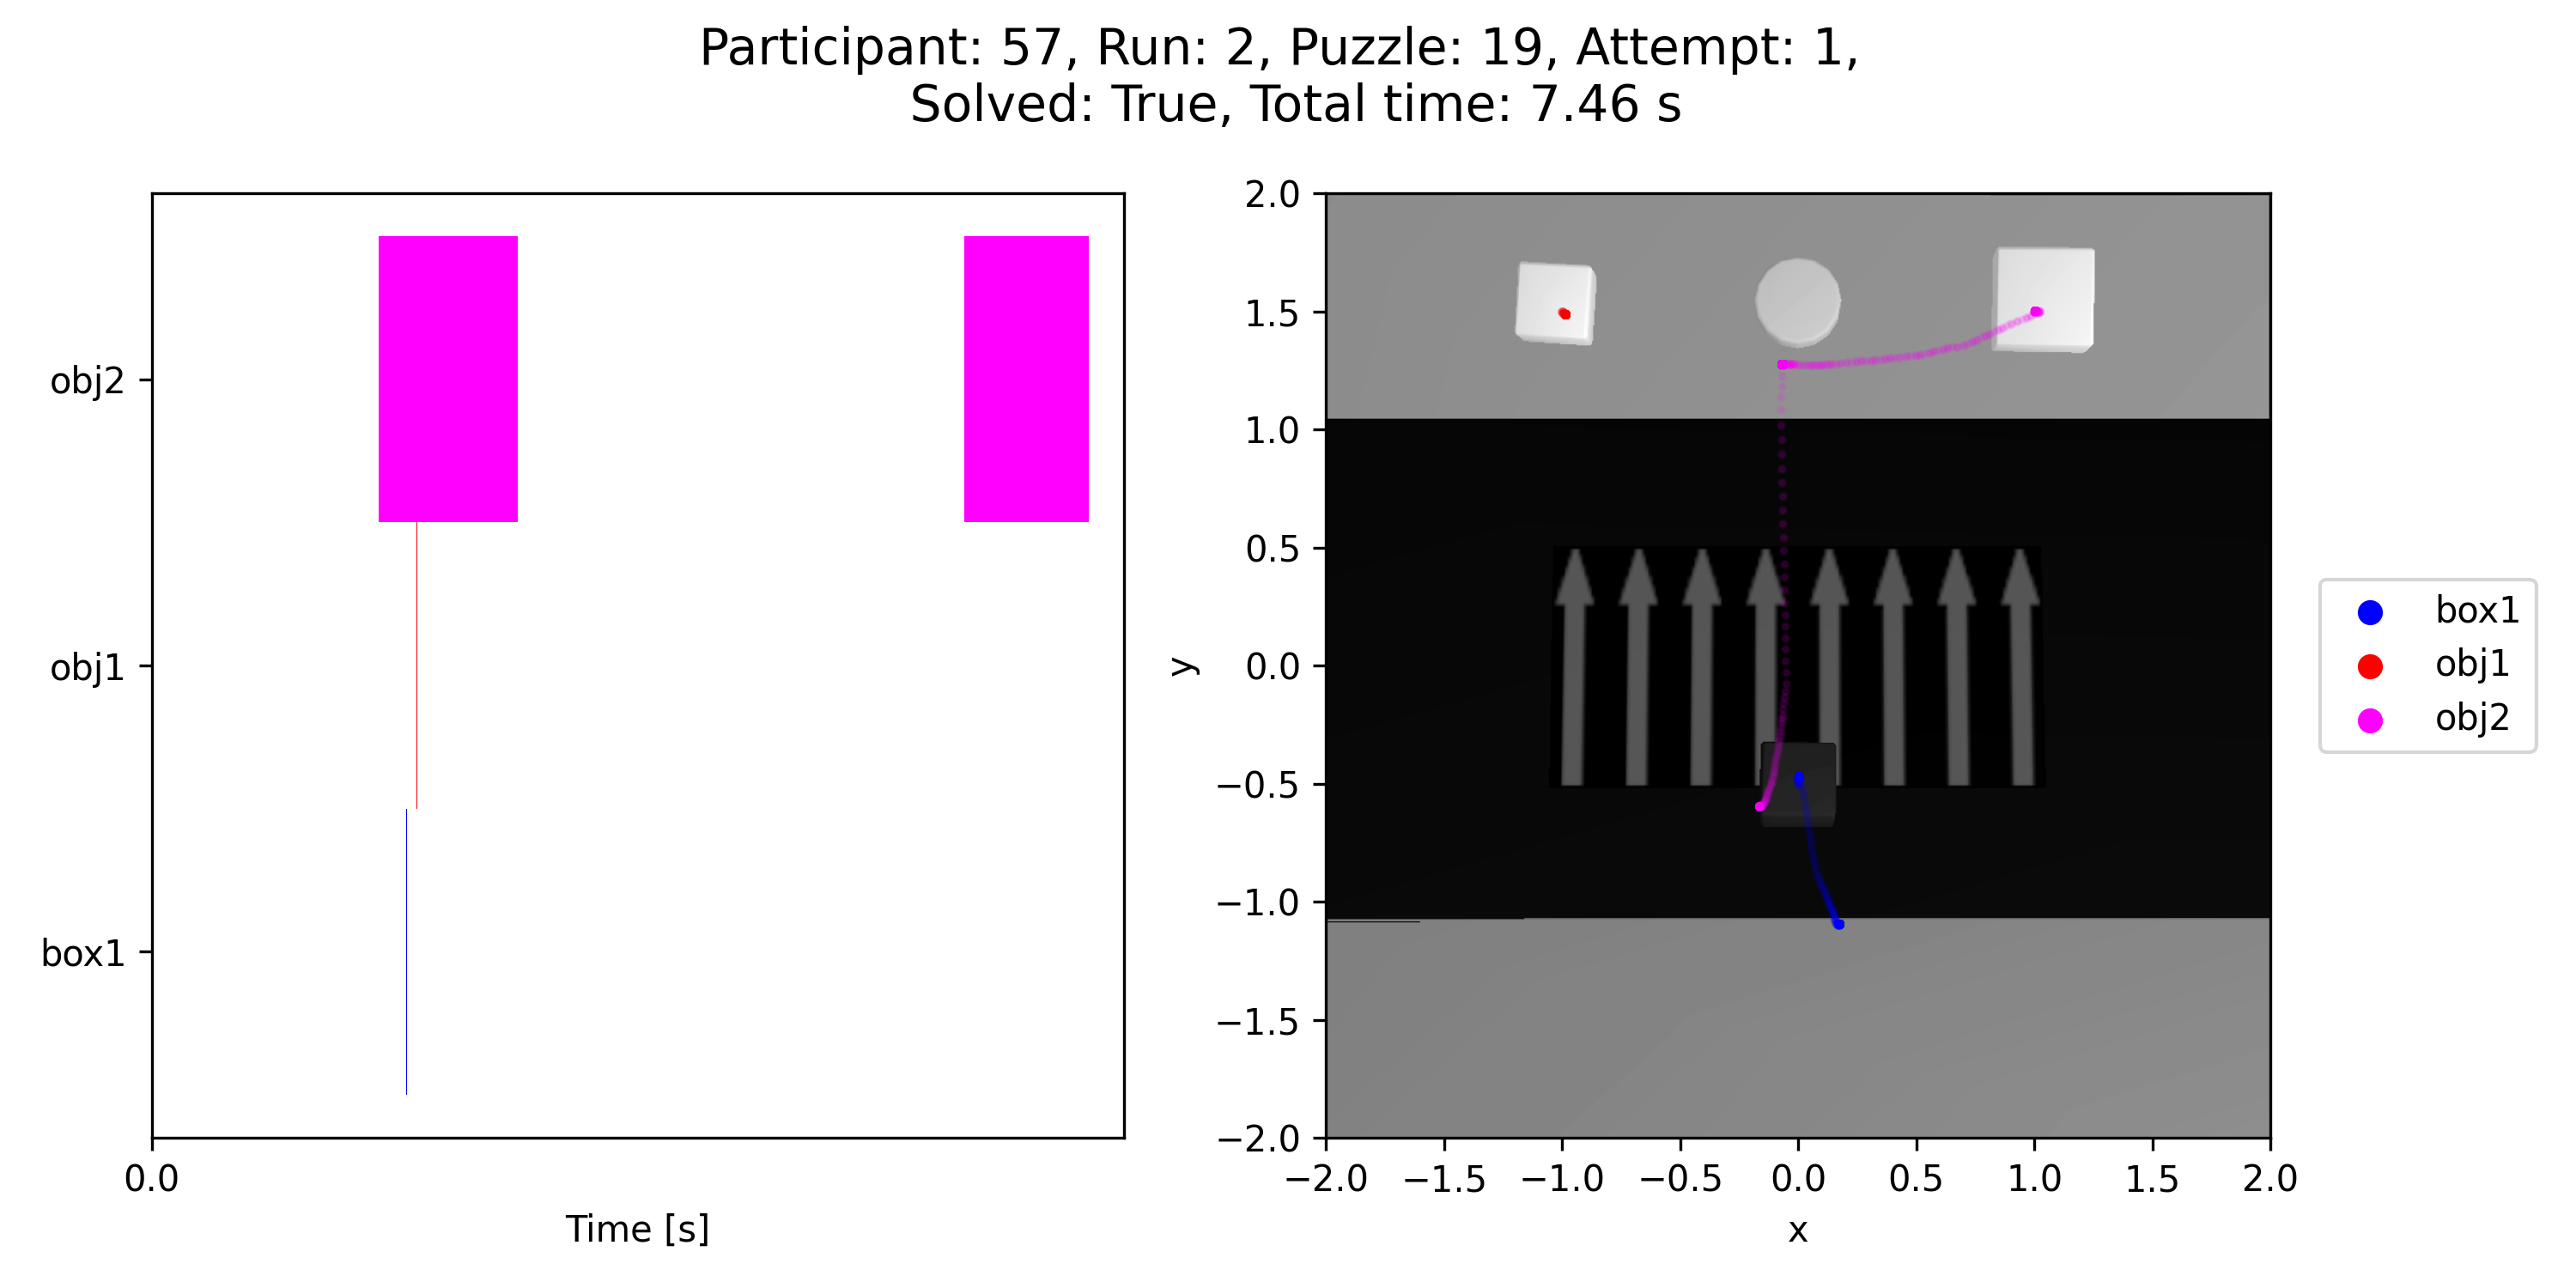 Participant: 57, Run: 2, Puzzle: 19, Attempt: 1,
Solved: True, Total time: 7.46 s
obj2
obj1
box1
0.0
Time [s]
y
2.0
1.5
1.0
0.5
0.0
−0.5
−1.0
−1.5
−2.0
−2.0 −1.5 −1.0 −0.5 0.0 0.5 1.0 1.5 2.0
x
box1
obj1
obj2